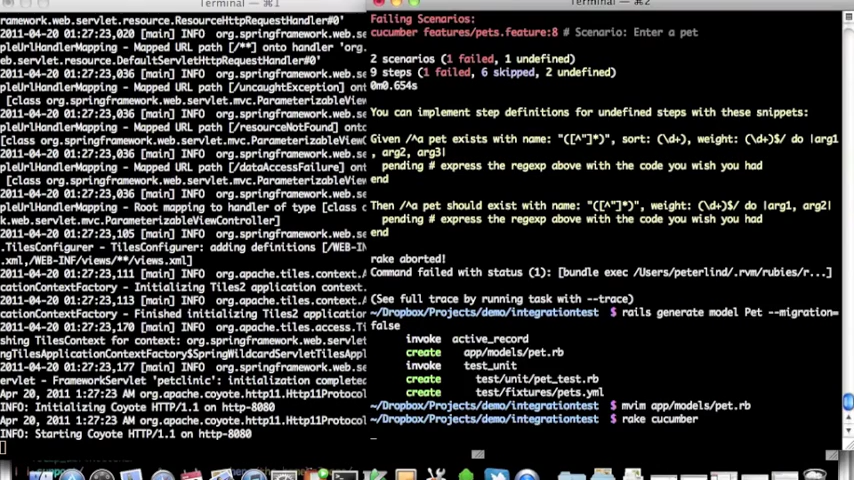 Terminal — ⌘1
ramework.web.servlet.resource.ResourceHttpRequestHandler#0'
2011-04-20 01:27:23,020 [main] INFO  org.springframework.web.servlet.handler.Sim
pleUrlHandlerMapping - Mapped URL path [/**] onto handler 'org.
eb.servlet.resource.DefaultServletHttpRequestHandler#0'
2011-04-20 01:27:23,036 [main] INFO  org.springframework.web.se
pleUrlHandlerMapping - Mapped URL path [/uncaughtException] ont
 [class org.springframework.web.servlet.mvc.ParameterizableView
2011-04-20 01:27:23,036 [main] INFO  org.springframework.web.se
pleUrlHandlerMapping - Mapped URL path [/resourceNotFound] onto
[class org.springframework.web.servlet.mvc.ParameterizableViewC
2011-04-20 01:27:23,036 [main] INFO  org.springframework.web.se
pleUrlHandlerMapping - Mapped URL path [/dataAccessFailure] ont
 [class org.springframework.web.servlet.mvc.ParameterizableView
2011-04-20 01:27:23,036 [main] INFO  org.springframework.web.se
pleUrlHandlerMapping - Root mapping to handler of type [class o
k.web.servlet.mvc.ParameterizableViewController]
2011-04-20 01:27:23,105 [main] INFO  org.springframework.web.se
.TilesConfigurer - TilesConfigurer: adding definitions [/WEB-IN
.xml,/WEB-INF/views/**/views.xml]
2011-04-20 01:27:23,111 [main] INFO  org.apache.tiles.context.A
cationContextFactory - Initializing Tiles2 application context.
2011-04-20 01:27:23,113 [main] INFO  org.apache.tiles.context.A
cationContextFactory - Finished initializing Tiles2 application
2011-04-20 01:27:23,170 [main] INFO  org.apache.tiles.access.Ti
shing TilesContext for context: org.springframework.web.servlet
ngTilesApplicationContextFactory$SpringWildcardServletTilesAppl
2011-04-20 01:27:23,177 [main] INFO  org.springframework.web.se
ervlet - FrameworkServlet 'petclinic': initialization completed
Apr 20, 2011 1:27:23 AM org.apache.coyote.http11.Http11Protocol
INFO: Initializing Coyote HTTP/1.1 on http-8080
Apr 20, 2011 1:27:23 AM org.apache.coyote.http11.Http11Protocol
INFO: Starting Coyote HTTP/1.1 on http-8080
Terminal — ⌘2
Failing Scenarios:
cucumber features/pets.feature:8 # Scenario: Enter a pet
2 scenarios (1 failed, 1 undefined)
9 steps (1 failed, 6 skipped, 2 undefined)
0m0.654s
You can implement step definitions for undefined steps with these snippets:
Given /^a pet exists with name: "([^"]*)", sort: (\d+), weight: (\d+)$/ do |arg1
, arg2, arg3|
  pending # express the regexp above with the code you wish you had
end
Then /^a pet should exist with name: "([^"]*)", weight: (\d+)$/ do |arg1, arg2|
  pending # express the regexp above with the code you wish you had
end
rake aborted!
Command failed with status (1): [bundle exec /Users/peterlind/.rvm/rubies/r...]
(See full trace by running task with --trace)
~/Dropbox/Projects/demo/integrationtest $ rails generate model Pet --migration=
false
      invoke  active_record
      create    app/models/pet.rb
      invoke    test_unit
      create      test/unit/pet_test.rb
      create      test/fixtures/pets.yml
~/Dropbox/Projects/demo/integrationtest $ mvim app/models/pet.rb
~/Dropbox/Projects/demo/integrationtest $ rake cucumber